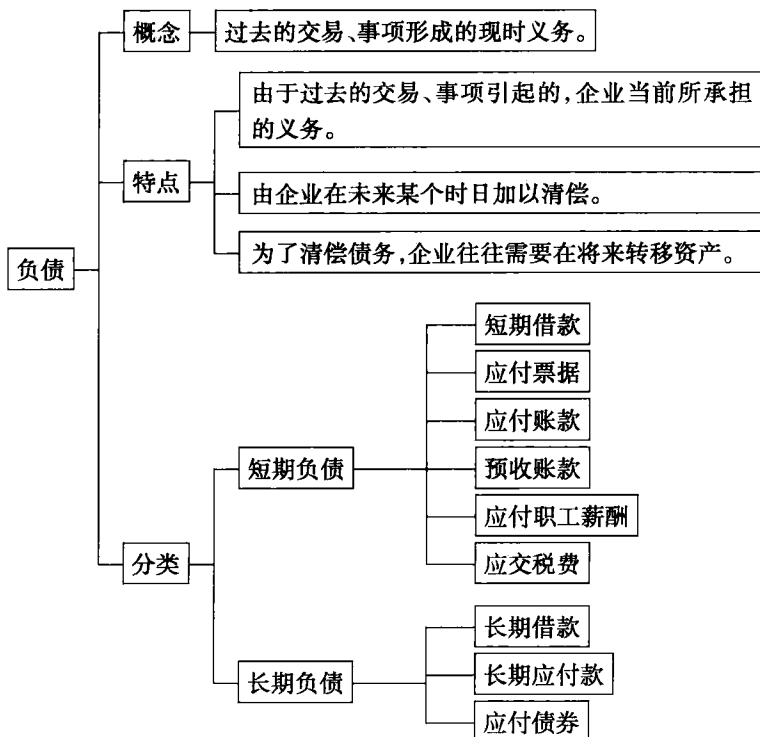 负债
概念
过去的交易、事项形成的现时义务。
特点
由于过去的交易、事项引起的,企业当前所承担
的义务。
由企业在未来某个时日加以清偿。
为了清偿债务,企业往往需要在将来转移资产。
分类
短期负债
短期借款
应付票据
应付账款
预收账款
应付职工薪酬
应交税费
长期负债
长期借款
长期应付款
应付债券